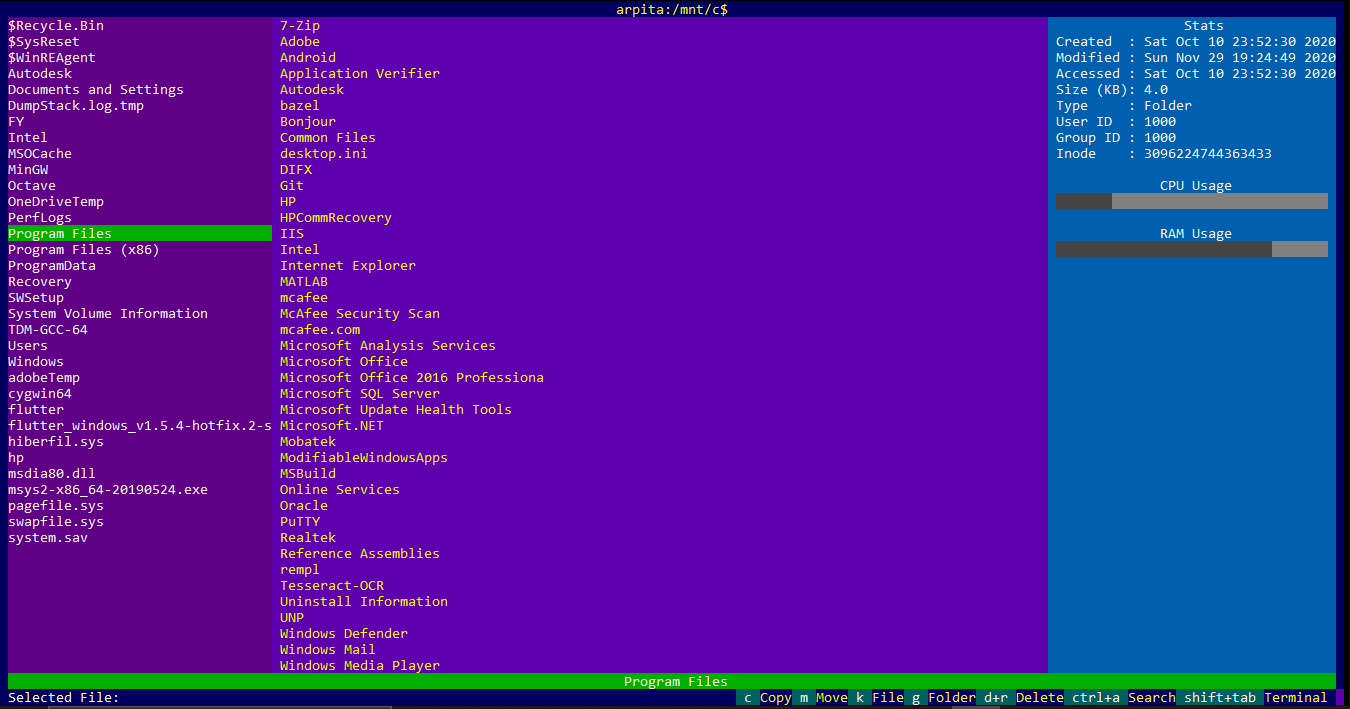 arpita:/mnt/c$
$Recycle.Bin
$SysReset
$WinREAgent
Autodesk
Documents and Settings
DumpStack.log.tmp
FY
Intel
MSOCache
MinGW
Octave
OneDriveTemp
PerfLogs
Program Files
Program Files (x86)
ProgramData
Recovery
SWSetup
System Volume Information
TDM-GCC-64
Users
Windows
adobeTemp
cygwin64
flutter
flutter_windows_v1.5.4-hotfix.2-s
hiberfil.sys
hp
msdia80.dll
msys2-x86_64-20190524.exe
pagefile.sys
swapfile.sys
system.sav
7-Zip
Adobe
Android
Application Verifier
Autodesk
bazel
Bonjour
Common Files
desktop.ini
DIFX
Git
HP
HPCommRecovery
IIS
Intel
Internet Explorer
MATLAB
mcafee
McAfee Security Scan
mcafee.com
Microsoft Analysis Services
Microsoft Office
Microsoft Office 2016 Professiona
Microsoft SQL Server
Microsoft Update Health Tools
Microsoft.NET
Mobatek
ModifiableWindowsApps
MSBuild
Online Services
Oracle
PuTTY
Realtek
Reference Assemblies
rempl
Tesseract-OCR
Uninstall Information
UNP
Windows Defender
Windows Mail
Windows Media Player
Stats
Created : Sat Oct 10 23:52:30 2020
Modified : Sun Nov 29 19:24:49 2020
Accessed : Sat Oct 10 23:52:30 2020
Size (KB): 4.0
Type : Folder
User ID : 1000
Group ID : 1000
Inode : 3096224744363433
CPU Usage
RAM Usage
Program Files
Selected File: c Copy m Move k File g Folder d+r Delete ctrl+a Search shift+tab Terminal